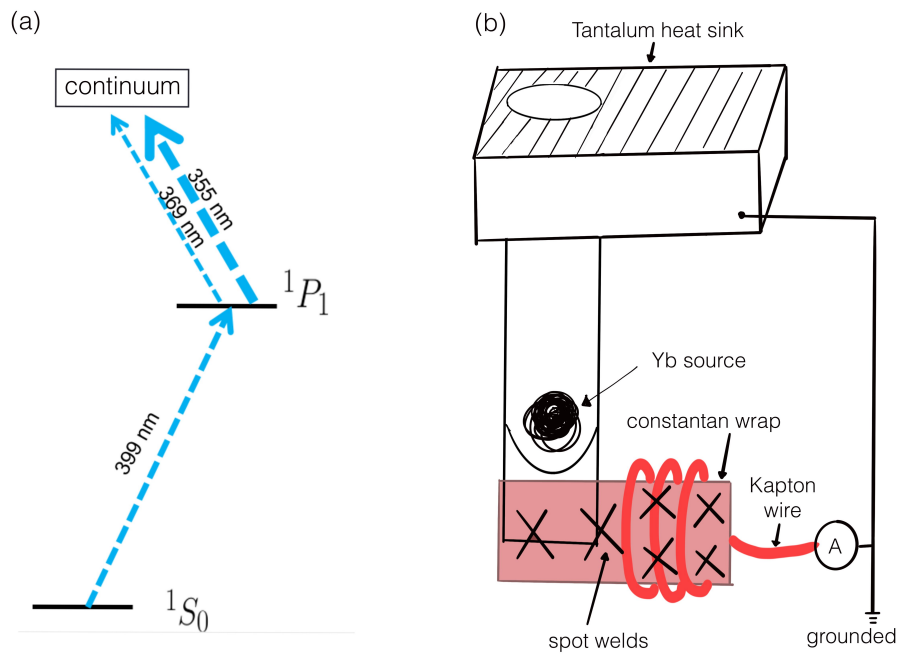 (a)
continuum
369 nm
355 nm
¹P₁
399 nm
¹S₀
(b)
Tantalum heat sink
Yb source
constantan wrap
Kapton
wire
A
spot welds
grounded